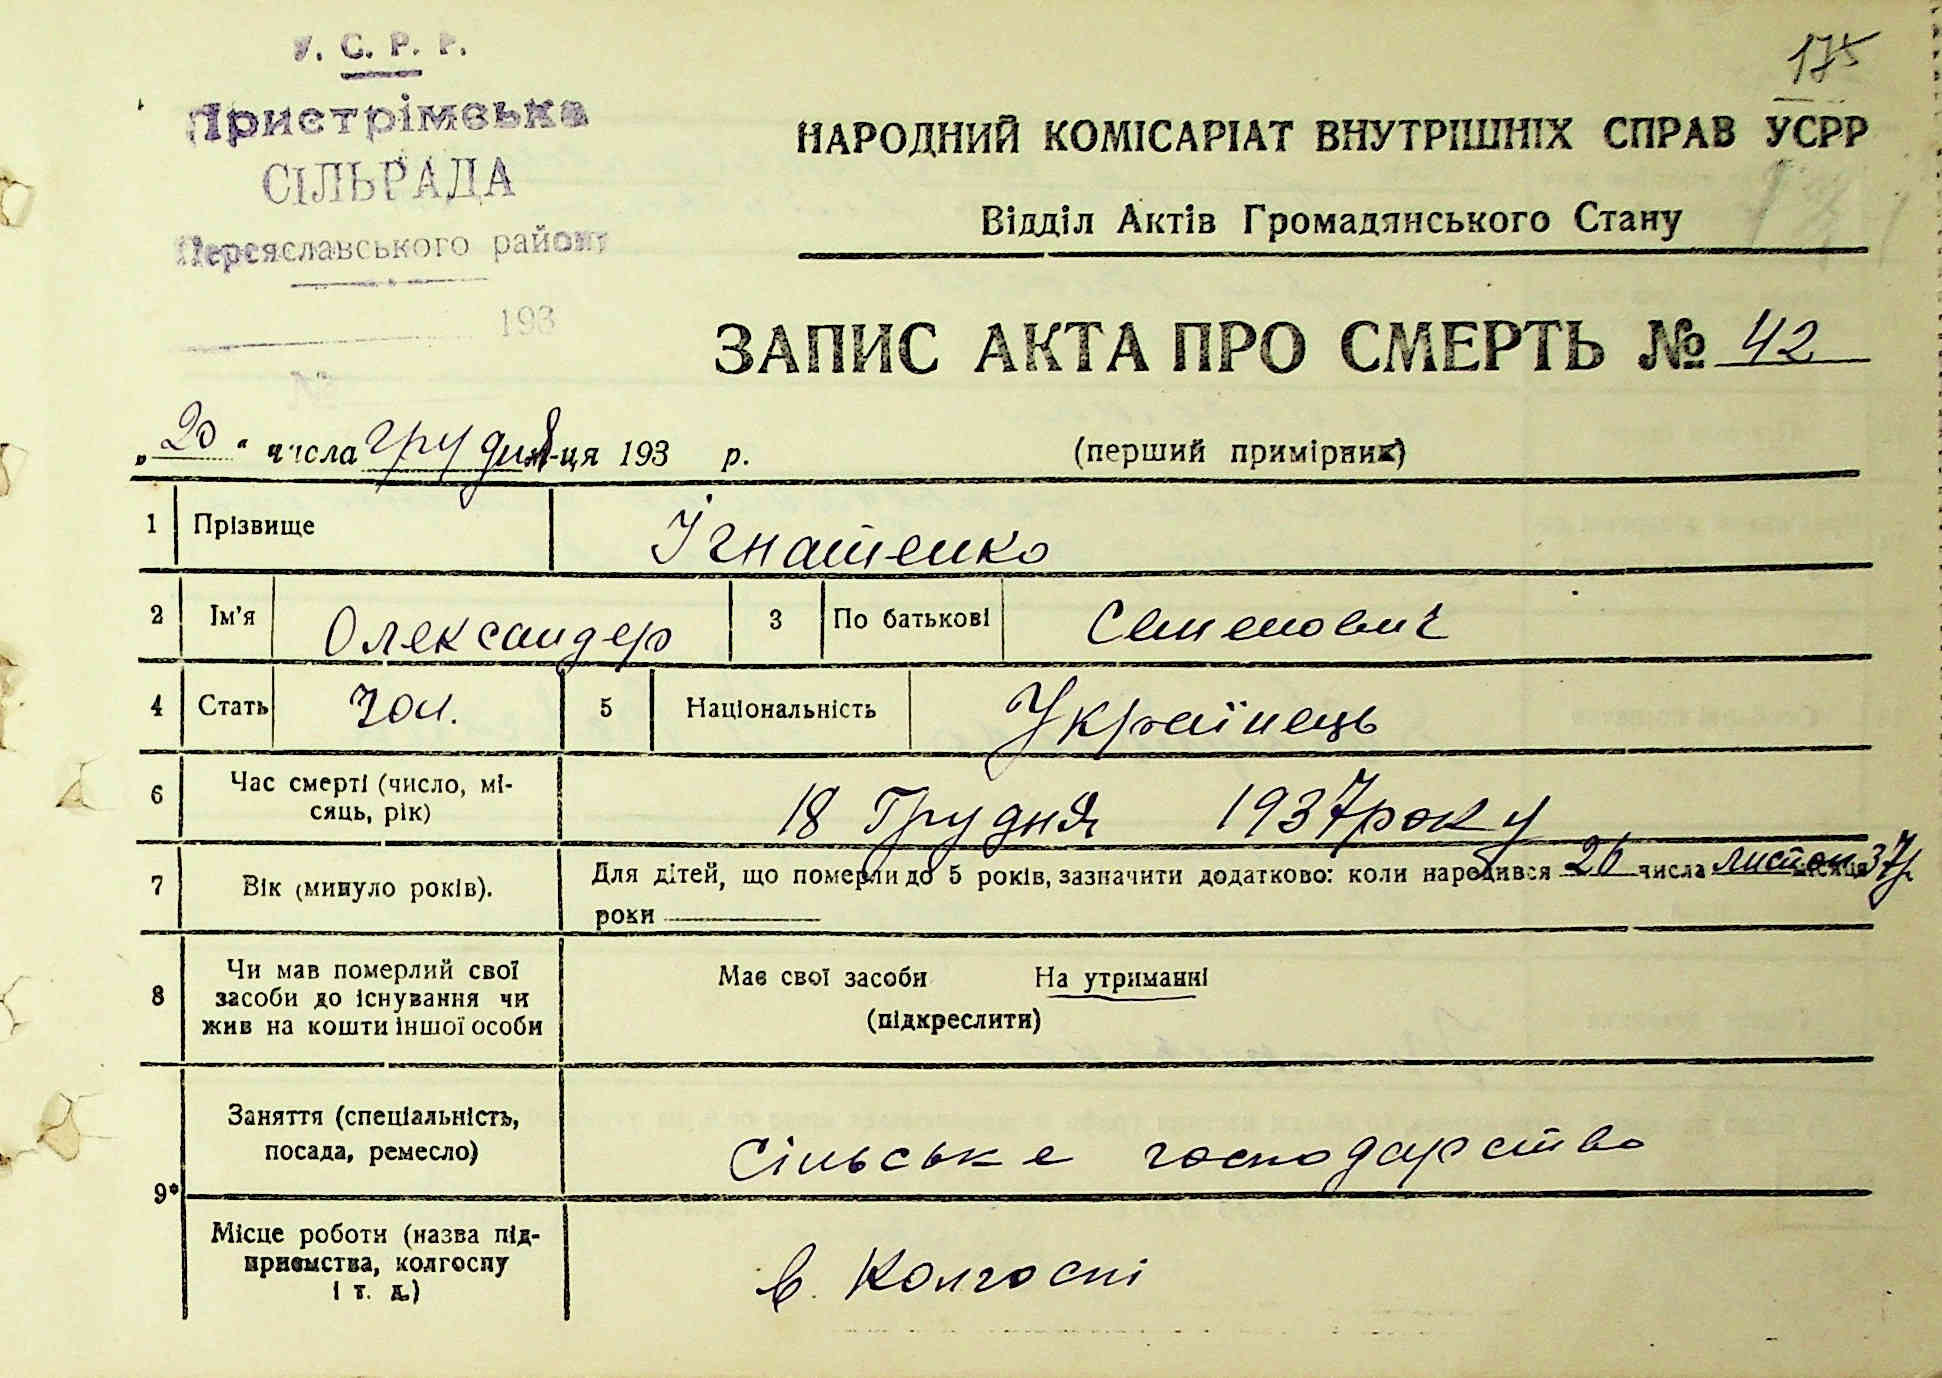 175
У. С. Р. Р.
Пристрімська
СІЛЬРАДА
Переяславського району
193
№
НАРОДНИЙ КОМІСАРІАТ ВНУТРІШНІХ СПРАВ УСРР
Відділ Актів Громадянського Стану
ЗАПИС АКТА ПРО СМЕРТЬ № 42
„20“ числа грудня м-ця 193 р. (перший примірник)
1 Прізвище Ігнатенко
2 Ім'я Олександер 3 По батькові Семенович
4 Стать чол. 5 Національність Українець
6 Час смерті (число, мі-
сяць, рік) 18 Грудня 1937 року
7 Вік (минуло років). Для дітей, що померли до 5 років, зазначити додатково: коли народився 26 числа листоп місяця 37 р
роки
8 Чи мав померлий свої
засоби до існування чи
жив на кошти іншої особи
Має свої засоби На утриманні
(підкреслити)
9*
Заняття (спеціальність,
посада, ремесло) Сільське господарство
Місце роботи (назва під-
приємства, колгоспу
і т. д.) в. Колгоспі